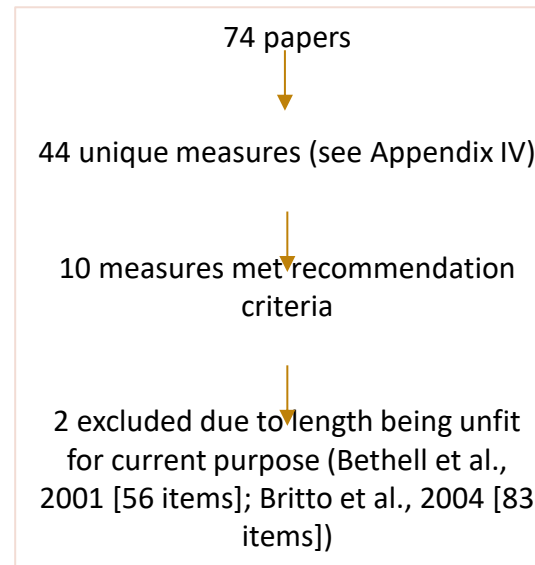 74 papers
44 unique measures (see Appendix IV)
10 measures met recommendation
criteria
2 excluded due to length being unfit
for current purpose (Bethell et al.,
2001 [56 items]; Britto et al., 2004 [83
items])